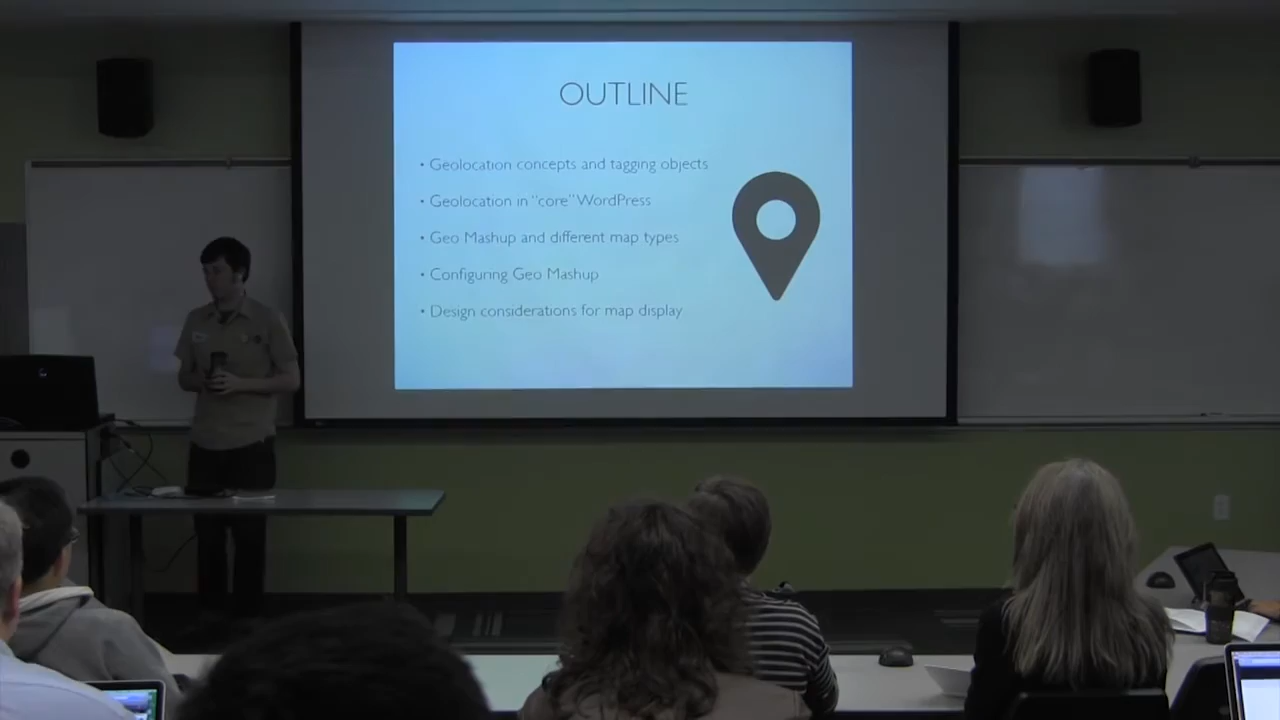 OUTLINE
• Geolocation concepts and tagging objects
• Geolocation in "core" WordPress
• Geo Mashup and different map types
• Configuring Geo Mashup
• Design considerations for map display